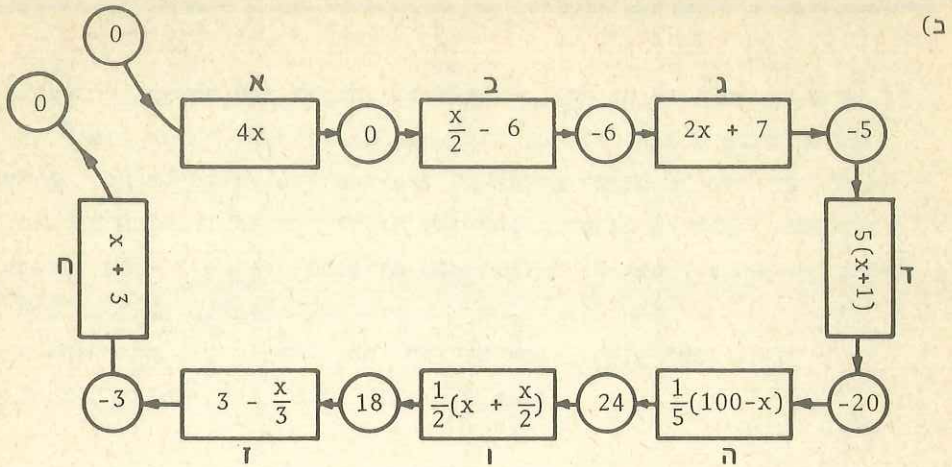 ב)
0
0
א
ב
ג
4x
0
x/2 - 6
-6
2x + 7
-5
5(x+1)
ד
-20
1/5(100-x)
ה
24
1/2(x + x/2)
ו
18
3 - x/3
ז
-3
x + 3
ח